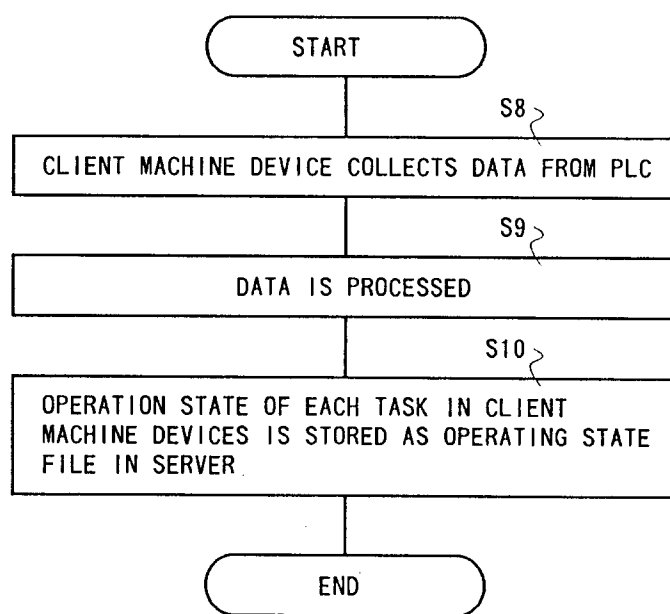 START
S8
CLIENT MACHINE DEVICE COLLECTS DATA FROM PLC
S9
DATA IS PROCESSED
S10
OPERATION STATE OF EACH TASK IN CLIENT
MACHINE DEVICES IS STORED AS OPERATING STATE
FILE IN SERVER
END